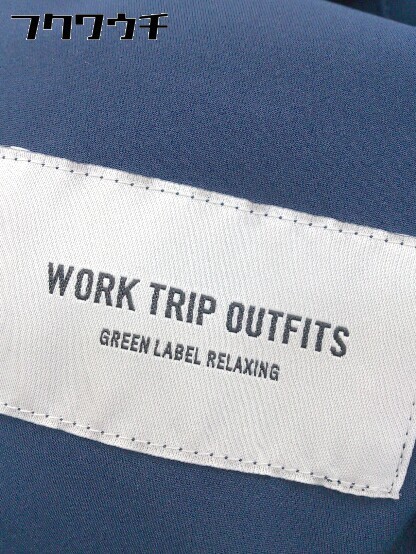 フクワウチ
WORK TRIP OUTFITS
GREEN LABEL RELAXING